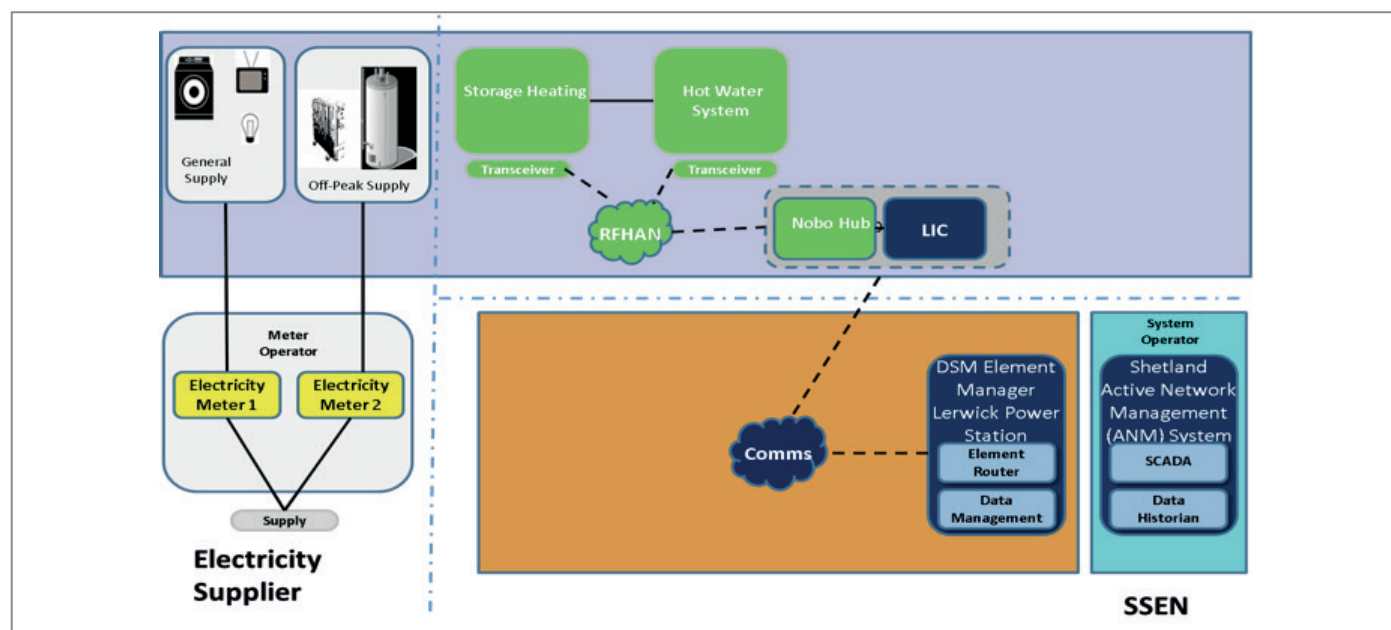 General
Supply
Off-Peak Supply
Storage Heating
Hot Water
System
Transceiver
Transceiver
RFHAN
Nobo Hub
LIC
Meter
Operator
Electricity
Meter 1
Electricity
Meter 2
Supply
Electricity
Supplier
Comms
DSM Element
Manager
Lerwick Power
Station
Element
Router
Data
Management
System
Operator
Shetland
Active Network
Management
(ANM) System
SCADA
Data
Historian
SSEN